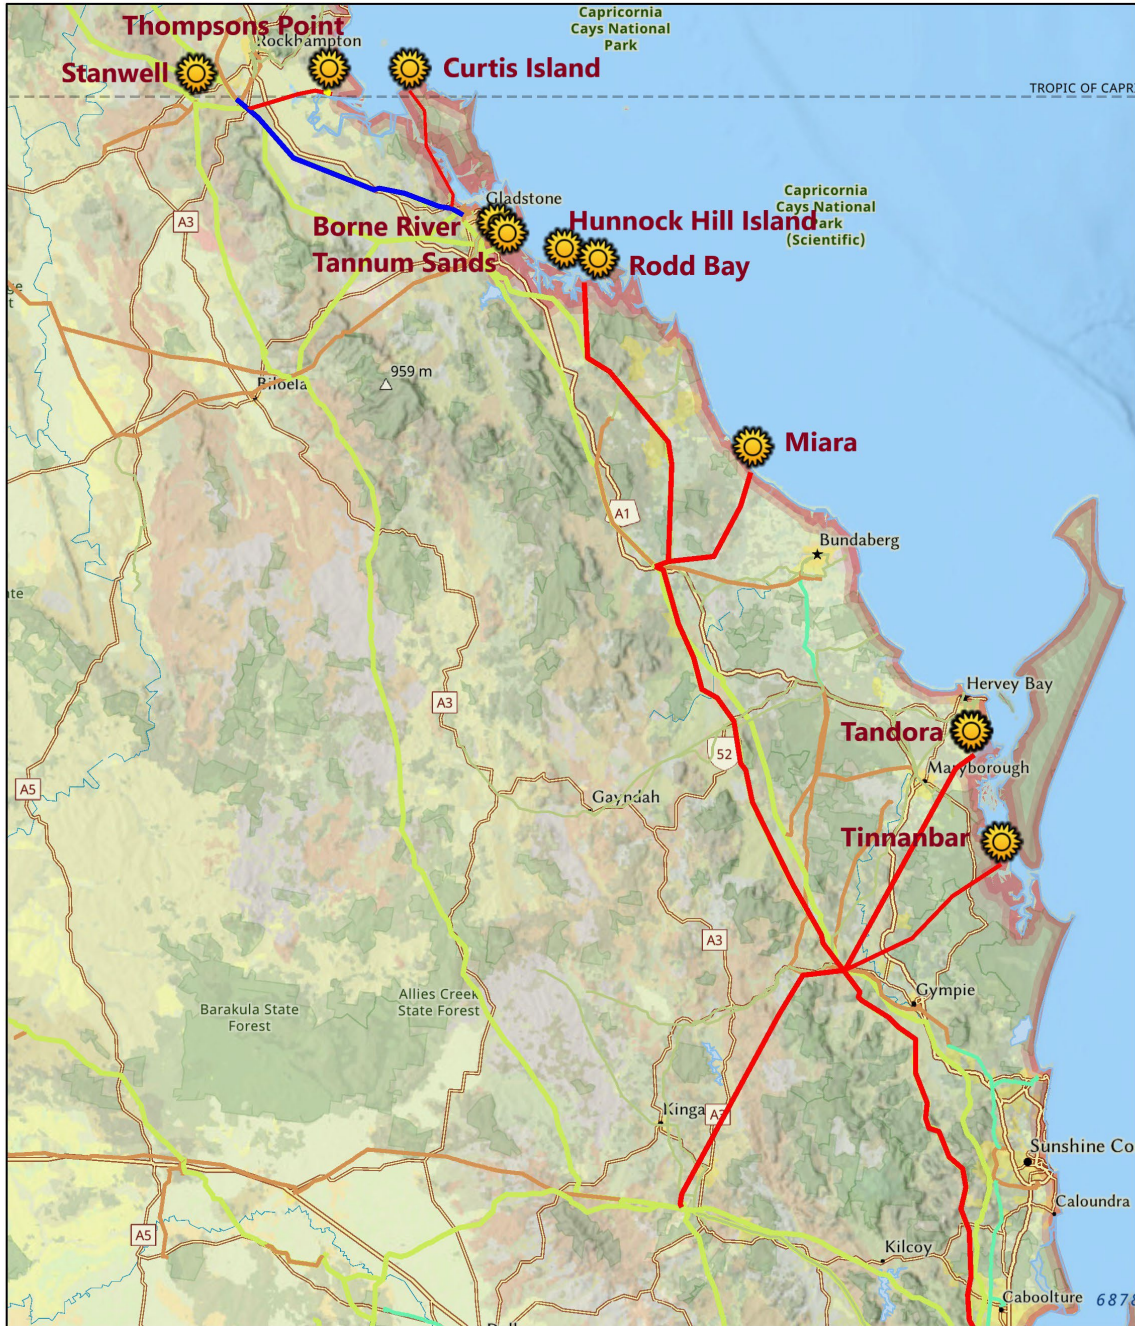 Capricornia
Cays National
Park
Thompsons Point
Rockhampton
Stanwell
Curtis Island
TROPIC OF CAPRI
Capricornia
Cays National
Park
(Scientific)
Gladstone
A3
Borne River
Hunnock Hill Island
Tannum Sands
Rodd Bay
959 m
Biloela
Miara
A1
Bundaberg
Hervey Bay
A3
Tandora
52
Maryborough
A5
Gayndah
Tinnanbar
A3
Allies Creek
State Forest
Barakula State
Forest
Gympie
Kinga
A3
Sunshine Co
Caloundra
A5
Kilcoy
Caboolture
6878